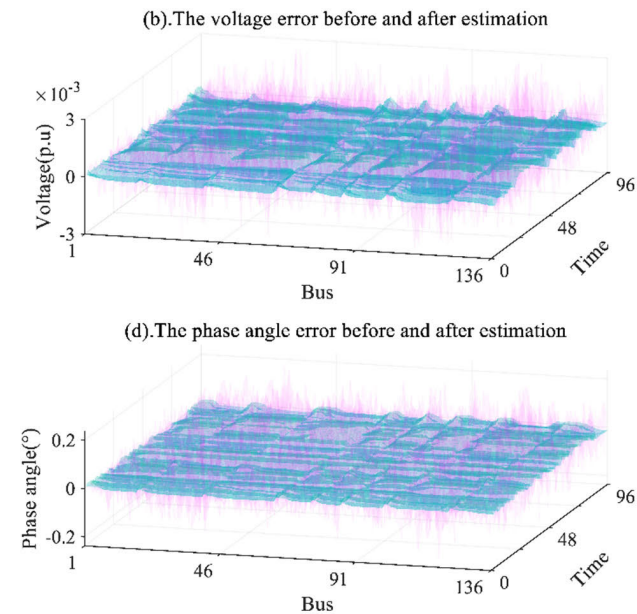 (b).The voltage error before and after estimation
×10⁻³
3
0
-3
Voltage(p.u)
1
46
91
136
Bus
0
48
96
Time
(d).The phase angle error before and after estimation
0.2
0
-0.2
Phase angle(°)
1
46
91
136
Bus
0
48
96
Time